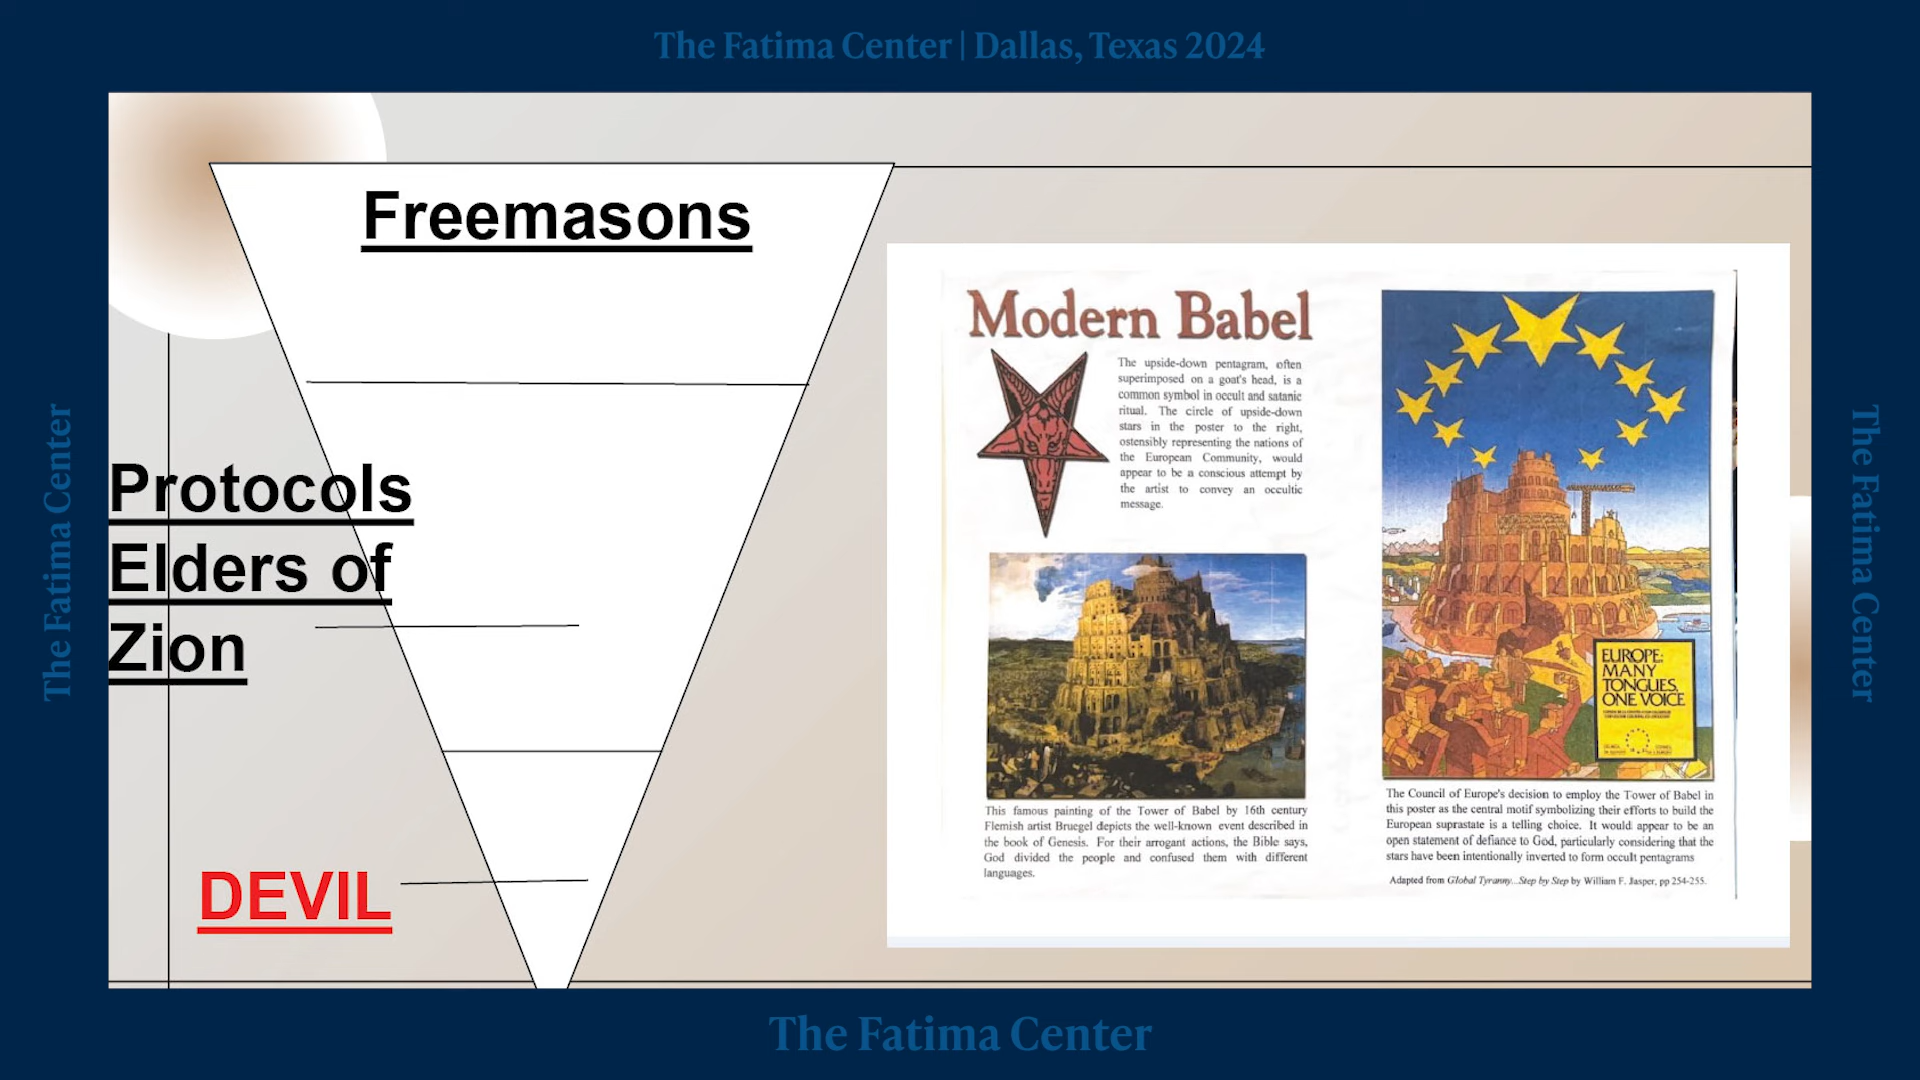 The Fatima Center | Dallas, Texas 2024
The Fatima Center
Freemasons
Protocols
Elders of
Zion
DEVIL
Modern Babel
The upside-down pentagram, often
superimposed on a goat's head, is a
common symbol in occult and satanic
ritual. The circle of upside-down
stars in the poster to the right,
ostensibly representing the nations of
the European Community, would
appear to be a conscious attempt by
the artist to convey an occultic
message.
This famous painting of the Tower of Babel by 16th century
Flemish artist Bruegel depicts the well-known event described in
the book of Genesis. For their arrogant actions, the Bible says,
God divided the people and confused them with different
languages.
EUROPE:
MANY
TONGUES,
ONE VOICE
The Council of Europe's decision to employ the Tower of Babel in
this poster as the central motif symbolizing their efforts to build the
European suprastate is a telling choice. It would appear to be an
open statement of defiance to God, particularly considering that the
stars have been intentionally inverted to form occult pentagrams
Adapted from Global Tyranny...Step by Step by William F. Jasper, pp 254-255.
The Fatima Center
The Fatima Center